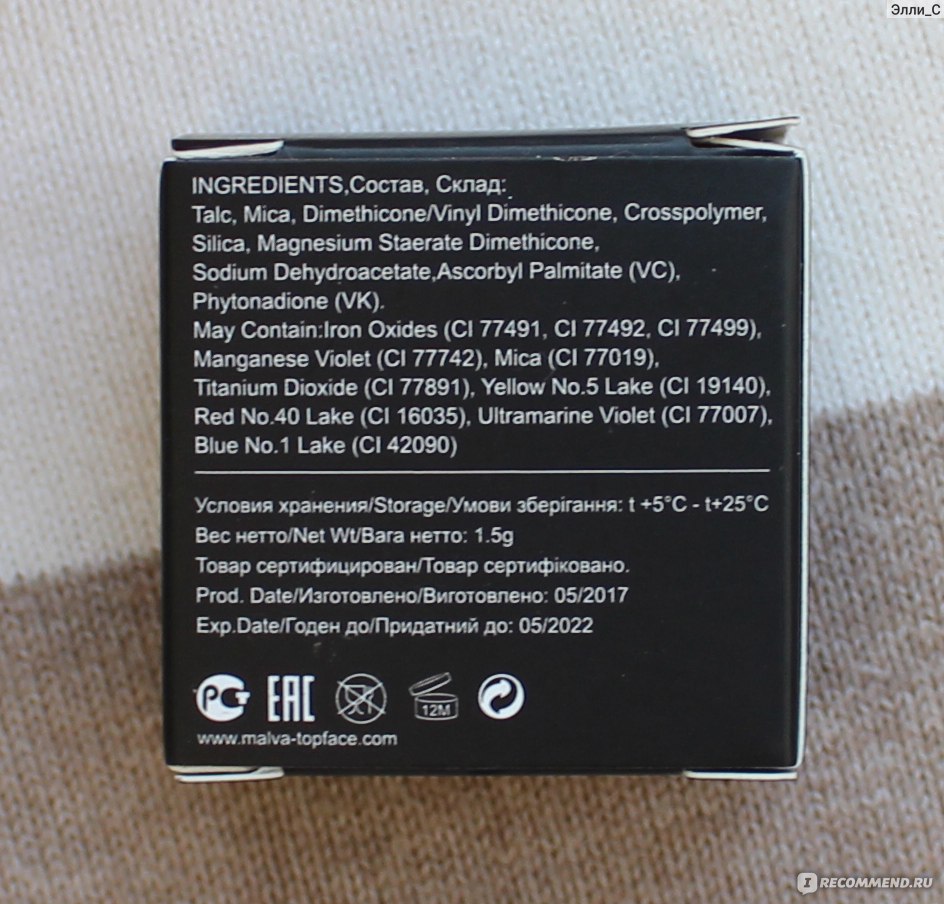 Элли_С
INGREDIENTS,Состав, Склад:
Talc, Mica, Dimethicone/Vinyl Dimethicone, Crosspolymer,
Silica, Magnesium Staerate Dimethicone,
Sodium Dehydroacetate,Ascorbyl Palmitate (VC),
Phytonadione (VK).
May Contain:Iron Oxides (CI 77491, CI 77492, CI 77499),
Manganese Violet (CI 77742), Mica (CI 77019),
Titanium Dioxide (CI 77891), Yellow No.5 Lake (CI 19140),
Red No.40 Lake (CI 16035), Ultramarine Violet (CI 77007),
Blue No.1 Lake (CI 42090)
Условия хранения/Storage/Умови зберігання: t +5°C - t+25°C
Вес нетто/Net Wt/Вага нетто: 1.5g
Товар сертифицирован/Товар сертифіковано.
Prod. Date/Изготовлено/Виготовлено: 05/2017
Exp.Date/Годен до/Придатний до: 05/2022
РСТ EAC 12M
www.malva-topface.com
IRECOMMEND.RU